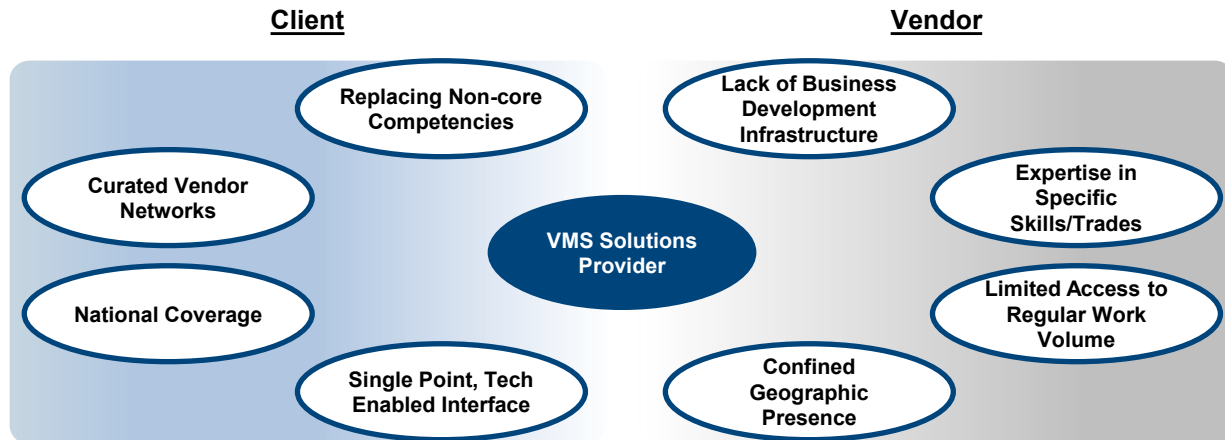 Client
Vendor
Replacing Non-core
Competencies
Lack of Business
Development
Infrastructure
Curated Vendor
Networks
Expertise in
Specific
Skills/Trades
VMS Solutions
Provider
National Coverage
Limited Access to
Regular Work
Volume
Single Point, Tech
Enabled Interface
Confined
Geographic
Presence